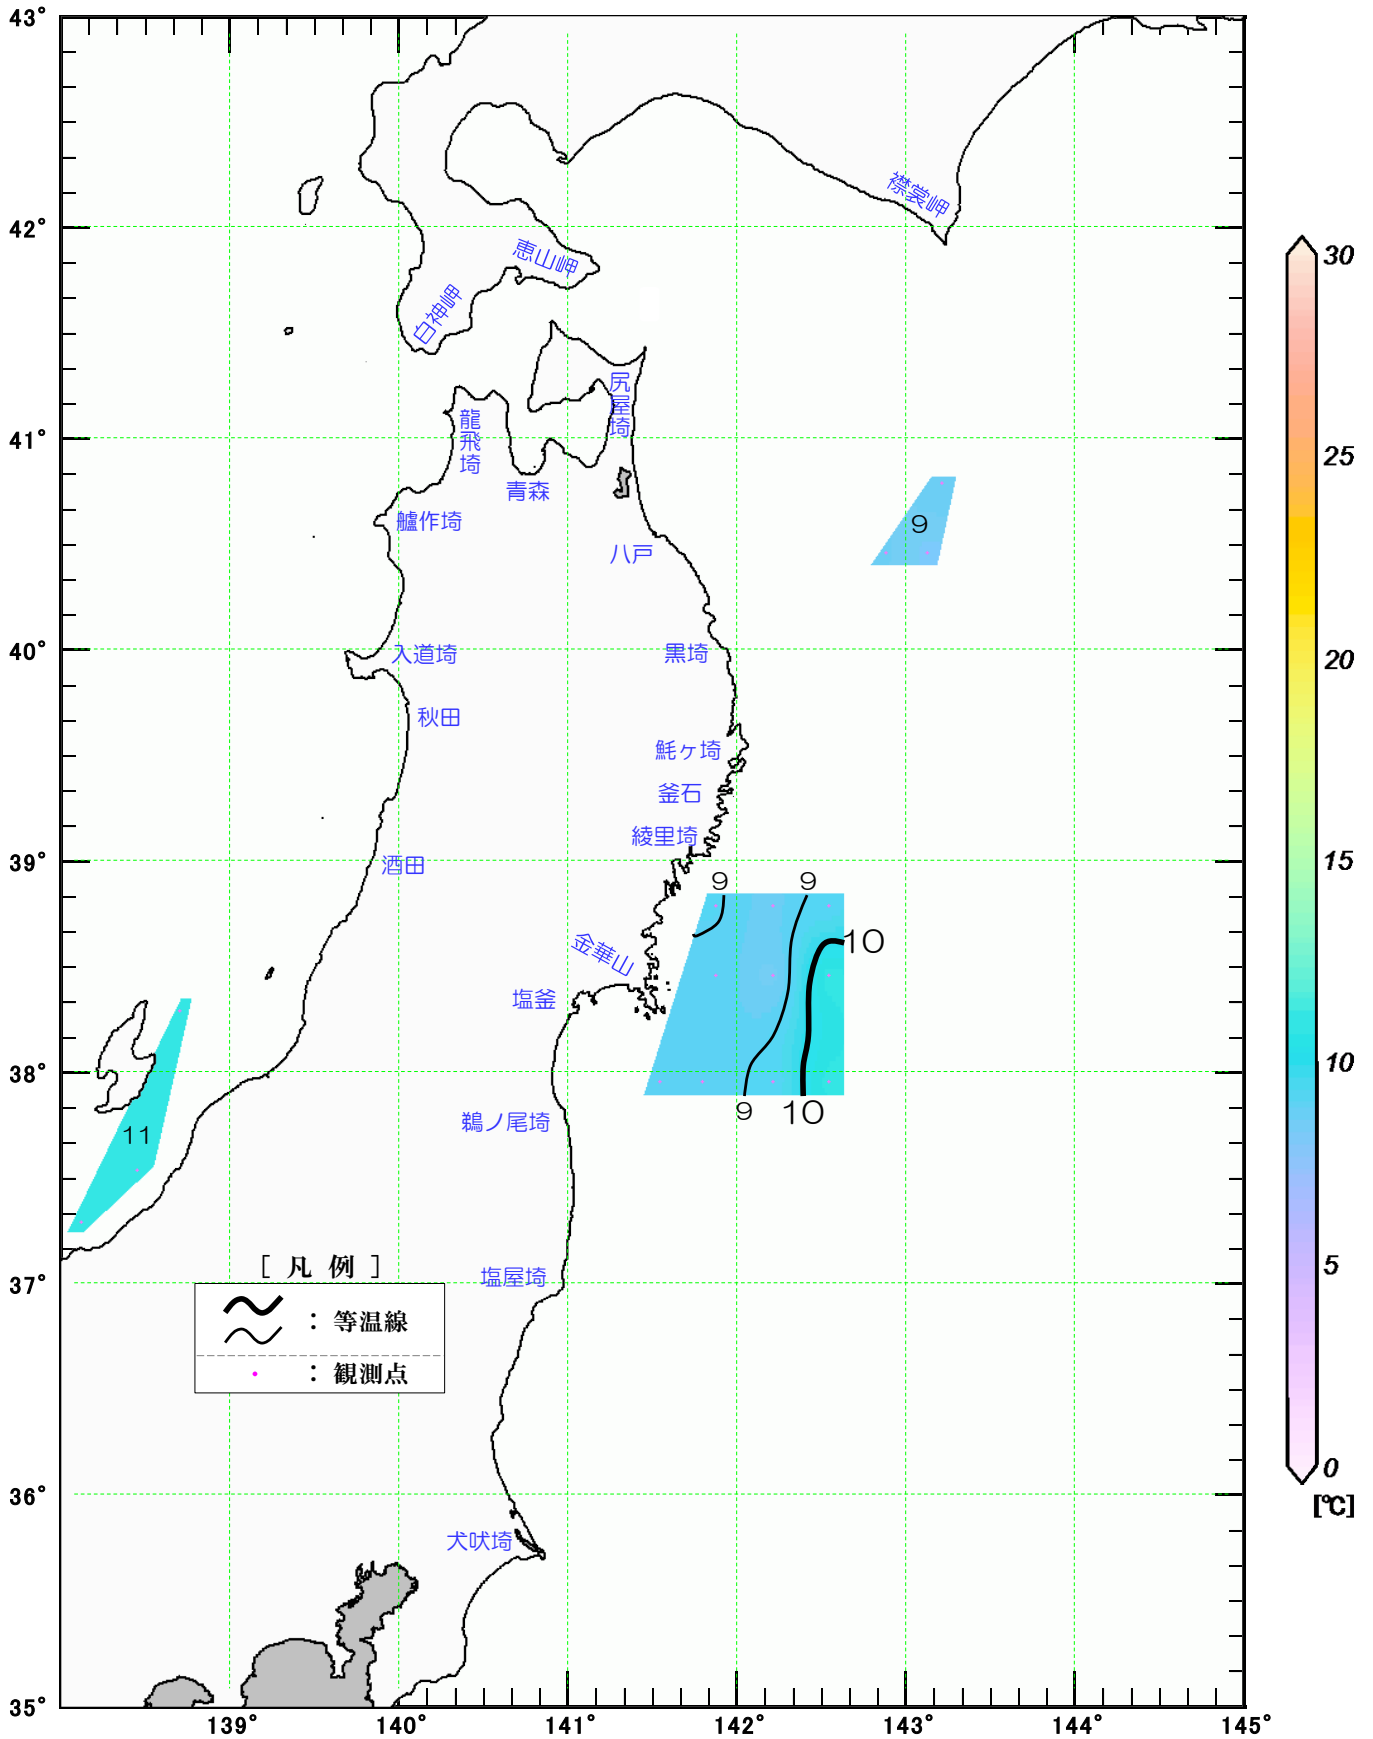 43°
42°
41°
40°
39°
38°
37°
36°
35°
139°
140°
141°
142°
143°
144°
145°
襟裳岬
恵山岬
白神岬
尻屋埼
龍飛埼
青森
艫作埼
八戸
入道埼
黒埼
秋田
魹ヶ埼
釜石
綾里埼
酒田
金華山
塩釜
鵜ノ尾埼
塩屋埼
犬吠埼
9
9
9
10
9
10
11
[ 凡 例 ]
: 等温線
: 観測点
30
25
20
15
10
5
0
[℃]